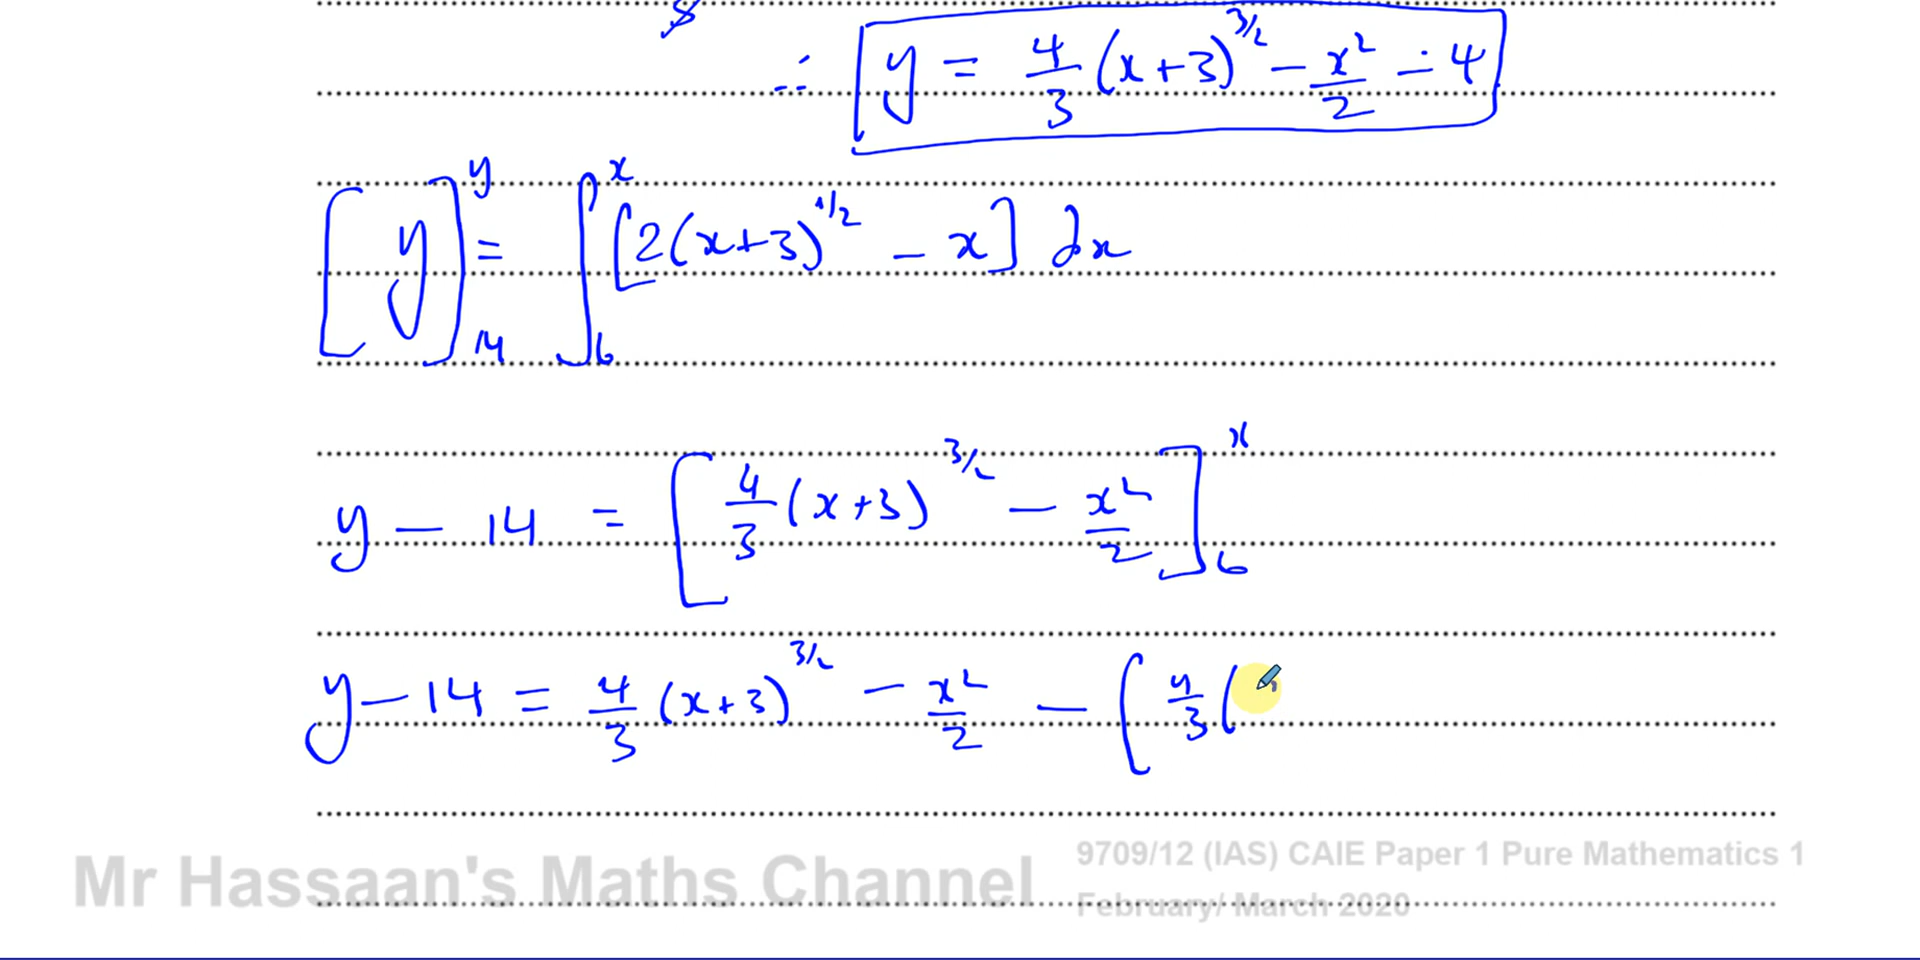 ∴ y = 4/3 (x+3)^3/2 − x²/2 − 4
[y]_14^y = ∫_6^x [2(x+3)^1/2 − x] dx
y − 14 = [4/3 (x+3)^3/2 − x²/2]_6^x
y − 14 = 4/3 (x+3)^3/2 − x²/2 − (4/3 (
Mr Hassaan's Maths Channel
9709/12 (IAS) CAIE Paper 1 Pure Mathematics 1
February/ March 2020